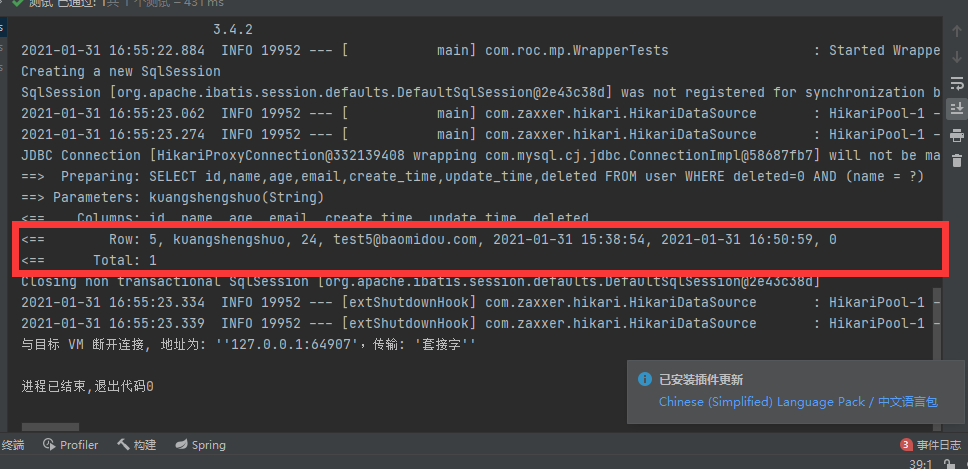 测试 已通过: 1共 1 个测试 – 431 ms
3.4.2
2021-01-31 16:55:22.884  INFO 19952 --- [           main] com.roc.mp.WrapperTests                  : Started Wrappe
Creating a new SqlSession
SqlSession [org.apache.ibatis.session.defaults.DefaultSqlSession@2e43c38d] was not registered for synchronization b
2021-01-31 16:55:23.062  INFO 19952 --- [           main] com.zaxxer.hikari.HikariDataSource       : HikariPool-1 -
2021-01-31 16:55:23.274  INFO 19952 --- [           main] com.zaxxer.hikari.HikariDataSource       : HikariPool-1 -
JDBC Connection [HikariProxyConnection@332139408 wrapping com.mysql.cj.jdbc.ConnectionImpl@58687fb7] will not be ma
==>  Preparing: SELECT id,name,age,email,create_time,update_time,deleted FROM user WHERE deleted=0 AND (name = ?)
==> Parameters: kuangshengshuo(String)
<==    Columns: id, name, age, email, create_time, update_time, deleted
<==        Row: 5, kuangshengshuo, 24, test5@baomidou.com, 2021-01-31 15:38:54, 2021-01-31 16:50:59, 0
<==      Total: 1
Closing non transactional SqlSession [org.apache.ibatis.session.defaults.DefaultSqlSession@2e43c38d]
2021-01-31 16:55:23.334  INFO 19952 --- [extShutdownHook] com.zaxxer.hikari.HikariDataSource       : HikariPool-1 -
2021-01-31 16:55:23.339  INFO 19952 --- [extShutdownHook] com.zaxxer.hikari.HikariDataSource       : HikariPool-1 -
与目标 VM 断开连接, 地址为: ''127.0.0.1:64907'，传输: '套接字''
进程已结束,退出代码0
已安装插件更新
Chinese (Simplified) Language Pack / 中文语言包
终端 Profiler 构建 Spring 3 事件日志
39:1